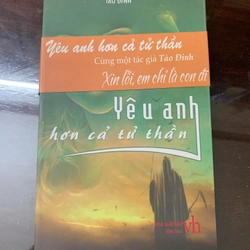 TÀO ĐÌNH
Yêu anh hơn cả tử thần
Cùng một tác giả Tào Đình
Xin lỗi, em chỉ là con đĩ
Yêu anh
hơn cả tử thần
vh